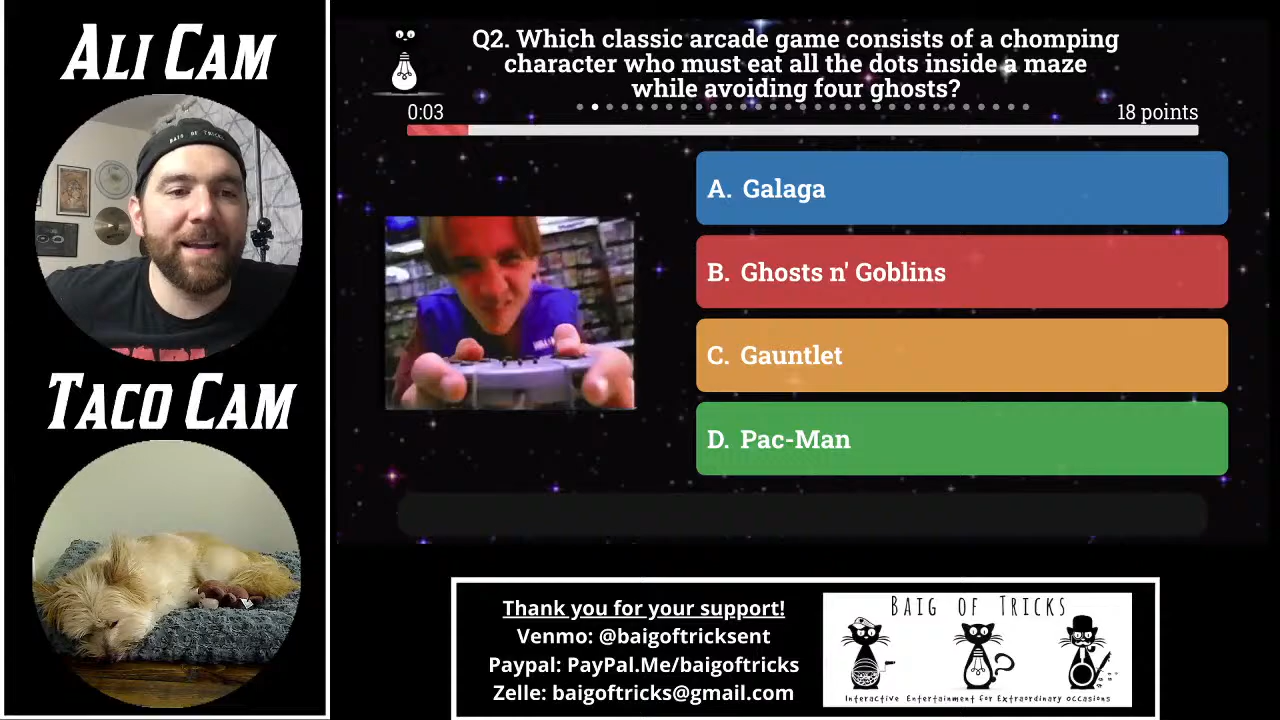 ALI CAM
BAIG OF TRICKS
TACO CAM
Q2. Which classic arcade game consists of a chomping
character who must eat all the dots inside a maze
while avoiding four ghosts?
0:03
18 points
A. Galaga
B. Ghosts n' Goblins
C. Gauntlet
D. Pac-Man
Thank you for your support!
Venmo: @baigoftricksent
Paypal: PayPal.Me/baigoftricks
Zelle: baigoftricks@gmail.com
BAIG OF TRICKS
Interactive Entertainment for Extraordinary occasions